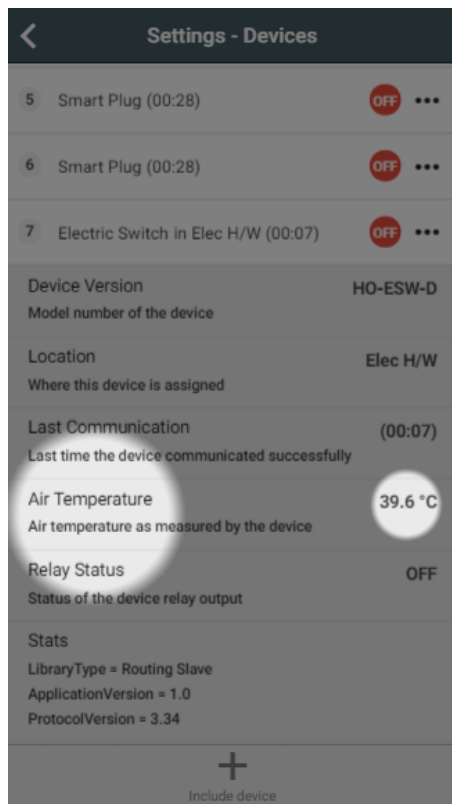 Settings - Devices
5 Smart Plug (00:28) OFF •••
6 Smart Plug (00:28) OFF •••
7 Electric Switch in Elec H/W (00:07) OFF •••
Device Version HO-ESW-D
Model number of the device
Location Elec H/W
Where this device is assigned
Last Communication (00:07)
Last time the device communicated successfully
Air Temperature 39.6 °C
Air temperature as measured by the device
Relay Status OFF
Status of the device relay output
Stats
LibraryType = Routing Slave
ApplicationVersion = 1.0
ProtocolVersion = 3.34
Include device